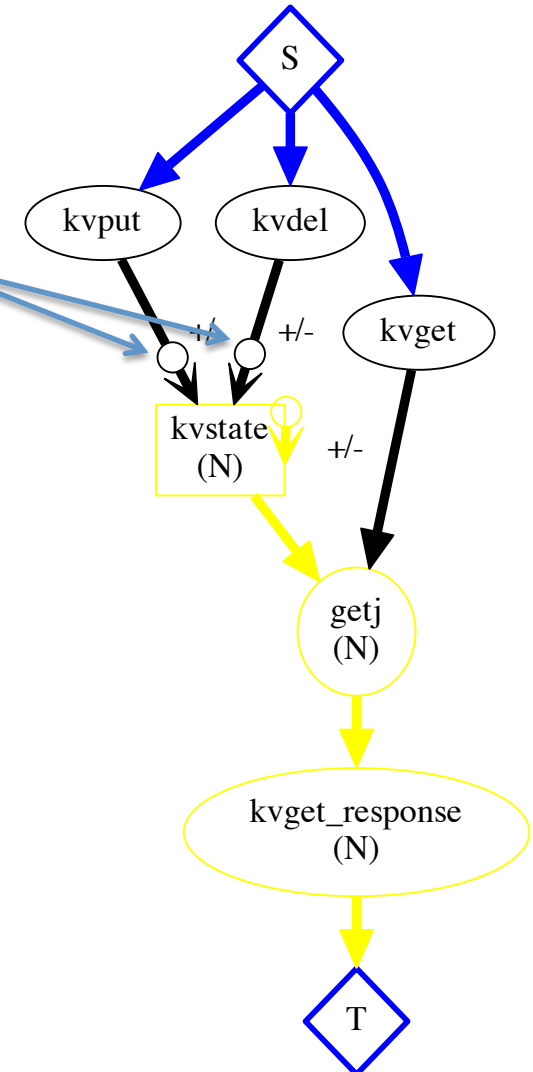 S
kvput
kvdel
+/-
+/-
kvget
kvstate
(N)
+/-
getj
(N)
kvget_response
(N)
T